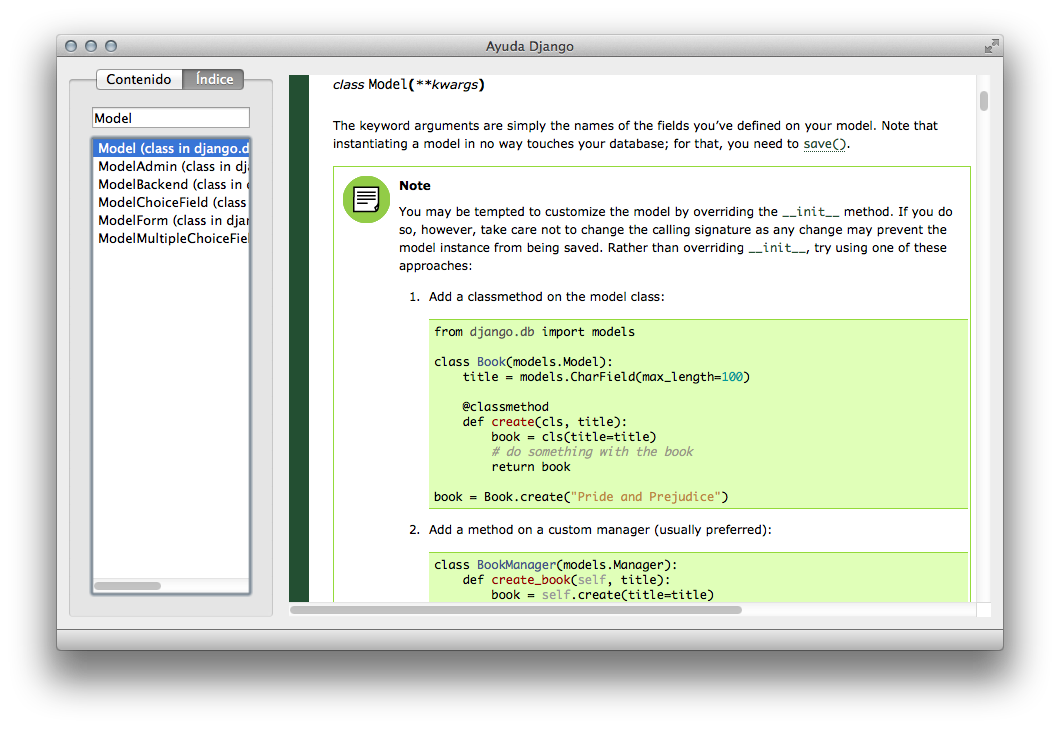 Ayuda Django
Contenido
Índice
Model
Model (class in django.d
ModelAdmin (class in dj
ModelBackend (class in
ModelChoiceField (class
ModelForm (class in djan
ModelMultipleChoiceFiel
class Model(**kwargs)
The keyword arguments are simply the names of the fields you’ve defined on your model. Note that
instantiating a model in no way touches your database; for that, you need to save().
Note
You may be tempted to customize the model by overriding the __init__ method. If you do
so, however, take care not to change the calling signature as any change may prevent the
model instance from being saved. Rather than overriding __init__, try using one of these
approaches:
1. Add a classmethod on the model class:
from django.db import models
class Book(models.Model):
    title = models.CharField(max_length=100)
    @classmethod
    def create(cls, title):
        book = cls(title=title)
        # do something with the book
        return book
book = Book.create("Pride and Prejudice")
2. Add a method on a custom manager (usually preferred):
class BookManager(models.Manager):
    def create_book(self, title):
        book = self.create(title=title)